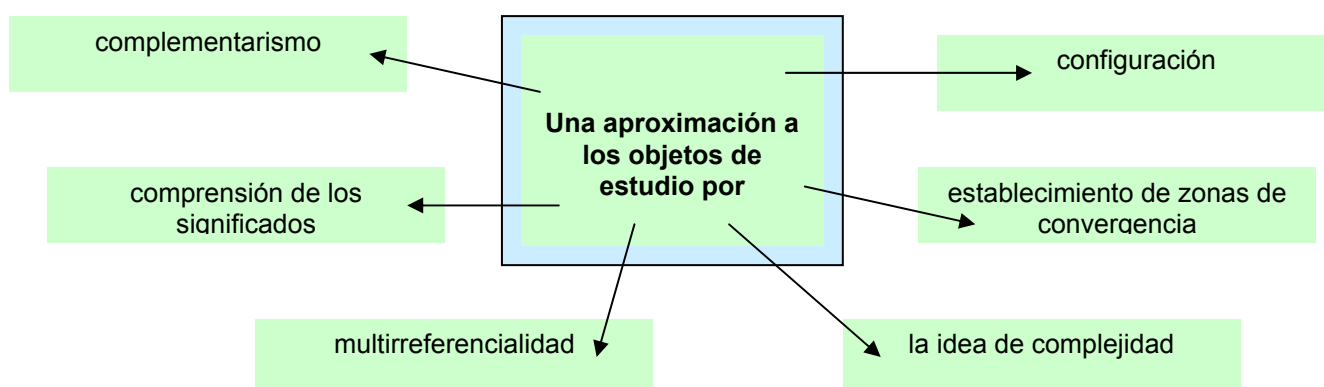 complementarismo
configuración
Una aproximación a
los objetos de
estudio por
comprensión de los
significados
establecimiento de zonas de
convergencia
multirreferencialidad
la idea de complejidad